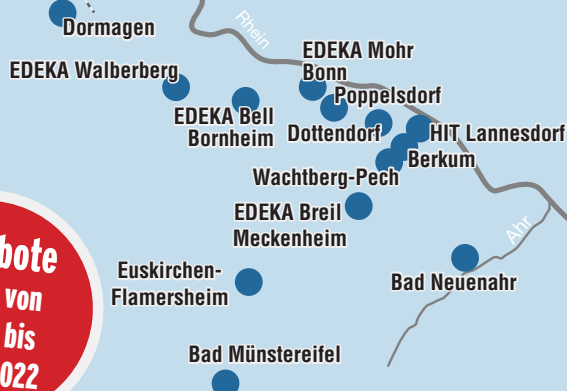 Dormagen
Rhein
EDEKA Mohr
Bonn
EDEKA Walberberg
Poppelsdorf
EDEKA Bell
Bornheim
Dottendorf
HIT Lannesdorf
Berkum
Wachtberg-Pech
EDEKA Breil
Meckenheim
Ahr
Bad Neuenahr
Euskirchen-
Flamersheim
Bad Münstereifel
bote
von
bis
022